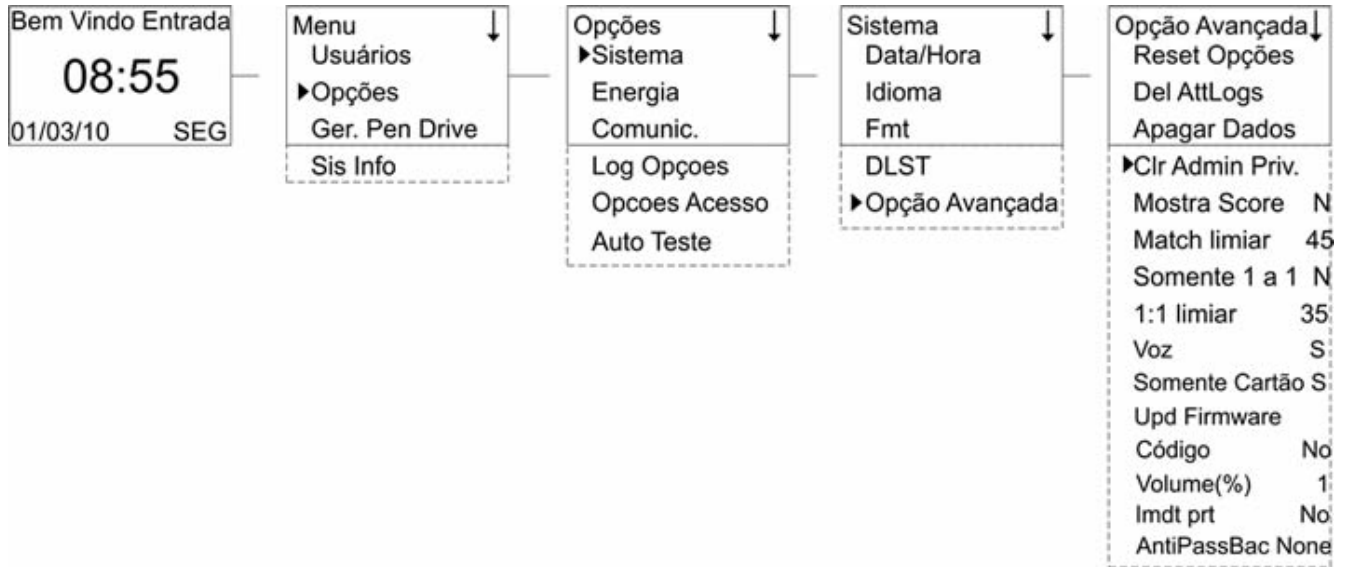 Bem Vindo Entrada
08:55
01/03/10 SEG
Menu
Usuários
Opções
Ger. Pen Drive
Sis Info
Opções
Sistema
Energia
Comunic.
Log Opçoes
Opcoes Acesso
Auto Teste
Sistema
Data/Hora
Idioma
Fmt
DLST
Opção Avançada
Opção Avançada
Reset Opções
Del AttLogs
Apagar Dados
Clr Admin Priv.
Mostra Score N
Match limiar 45
Somente 1 a 1 N
1:1 limiar 35
Voz S
Somente Cartão S
Upd Firmware
Código No
Volume(%) 1
Imdt prt No
AntiPassBac None